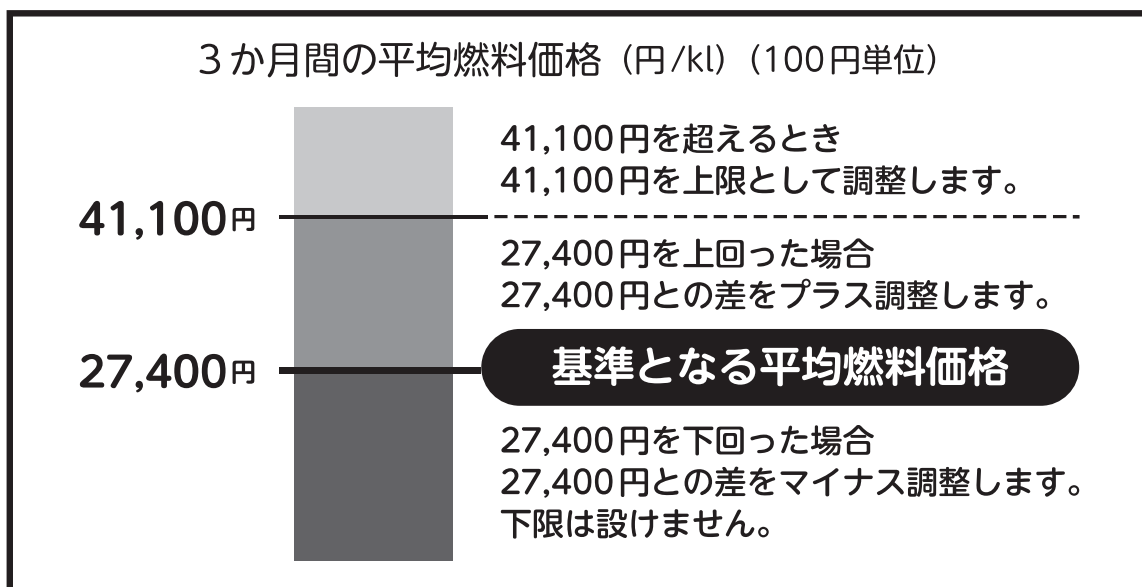 3か月間の平均燃料価格（円/kl）（100円単位）
41,100円を超えるとき
41,100円を上限として調整します。
41,100円
27,400円を上回った場合
27,400円との差をプラス調整します。
27,400円
基準となる平均燃料価格
27,400円を下回った場合
27,400円との差をマイナス調整します。
下限は設けません。